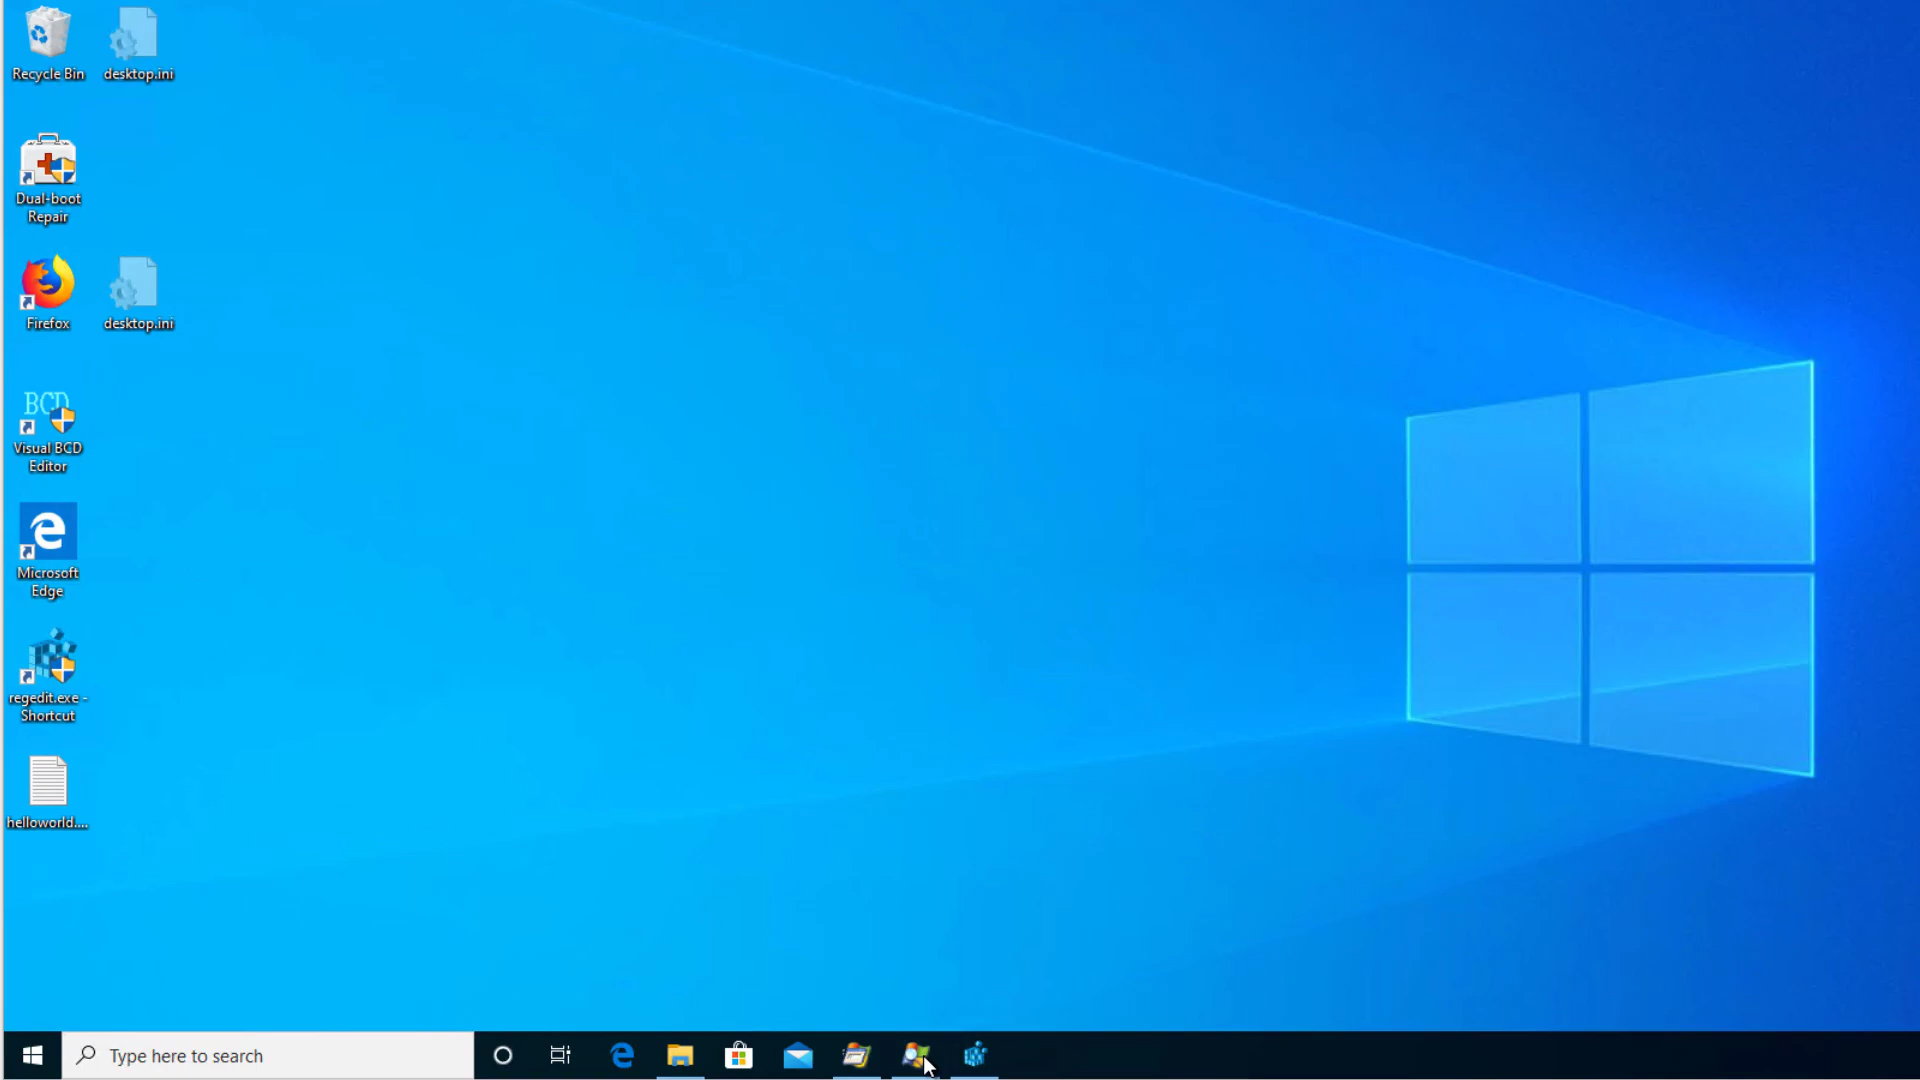 Recycle Bin
desktop.ini
Dual-boot
Repair
Firefox
desktop.ini
BCD
Visual BCD
Editor
Microsoft
Edge
regedit.exe -
Shortcut
helloworld....
Type here to search